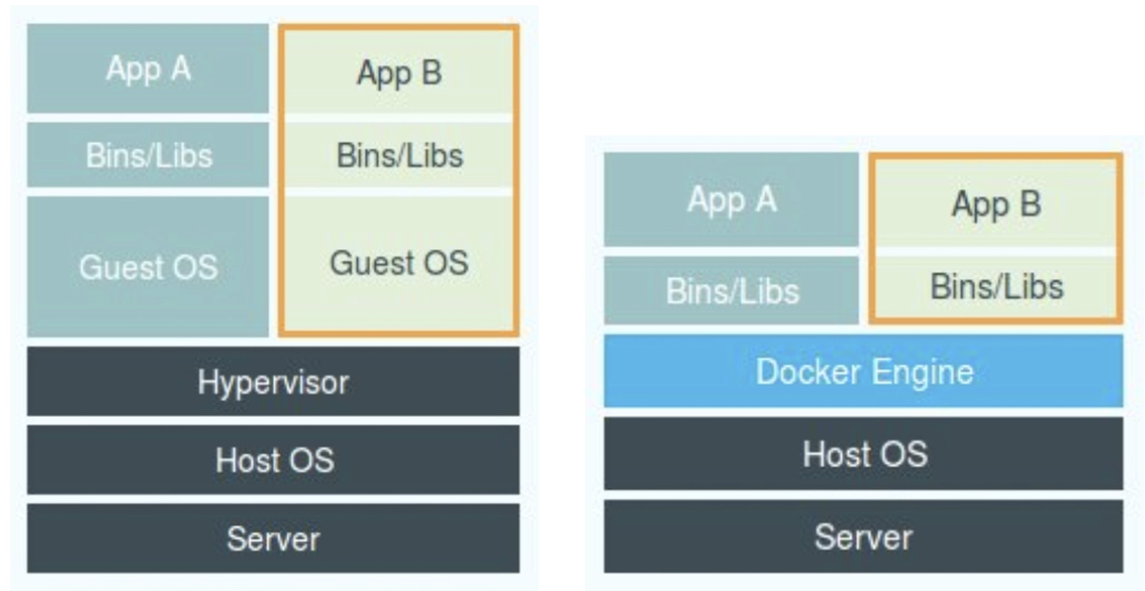 App A
App B
Bins/Libs
Bins/Libs
Guest OS
Guest OS
Hypervisor
Host OS
Server
App A
App B
Bins/Libs
Bins/Libs
Docker Engine
Host OS
Server